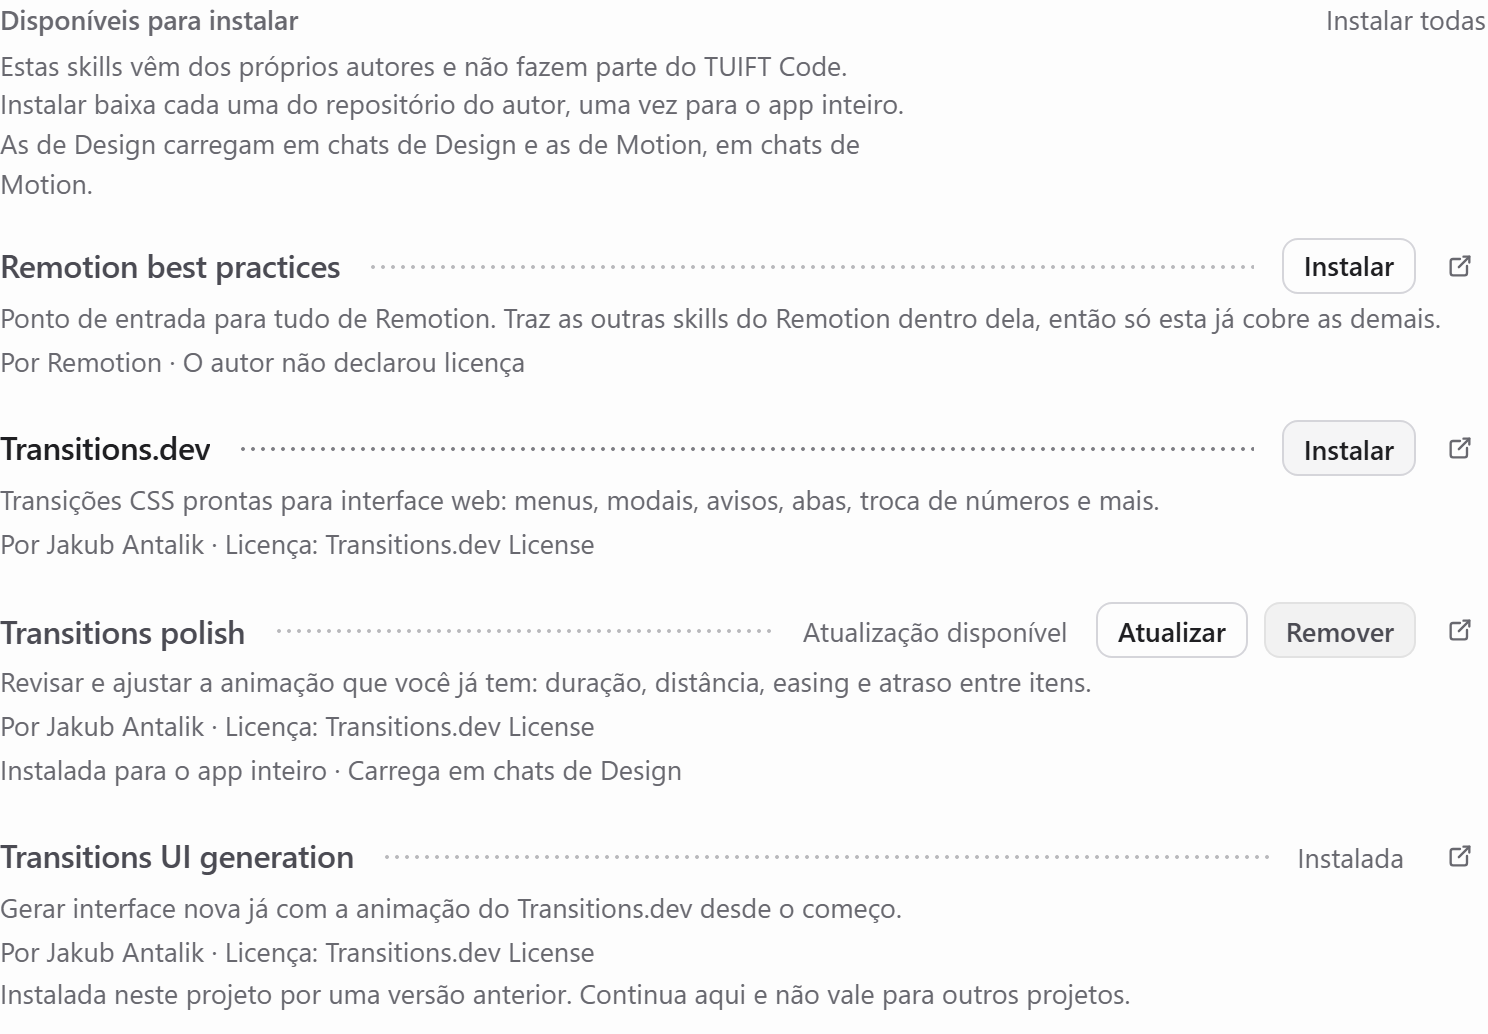 Disponíveis para instalar
Instalar todas
Estas skills vêm dos próprios autores e não fazem parte do TUIFT Code.
Instalar baixa cada uma do repositório do autor, uma vez para o app inteiro.
As de Design carregam em chats de Design e as de Motion, em chats de
Motion.
Remotion best practices
Instalar
Ponto de entrada para tudo de Remotion. Traz as outras skills do Remotion dentro dela, então só esta já cobre as demais.
Por Remotion · O autor não declarou licença
Transitions.dev
Instalar
Transições CSS prontas para interface web: menus, modais, avisos, abas, troca de números e mais.
Por Jakub Antalik · Licença: Transitions.dev License
Transitions polish
Atualização disponível
Atualizar
Remover
Revisar e ajustar a animação que você já tem: duração, distância, easing e atraso entre itens.
Por Jakub Antalik · Licença: Transitions.dev License
Instalada para o app inteiro · Carrega em chats de Design
Transitions UI generation
Instalada
Gerar interface nova já com a animação do Transitions.dev desde o começo.
Por Jakub Antalik · Licença: Transitions.dev License
Instalada neste projeto por uma versão anterior. Continua aqui e não vale para outros projetos.